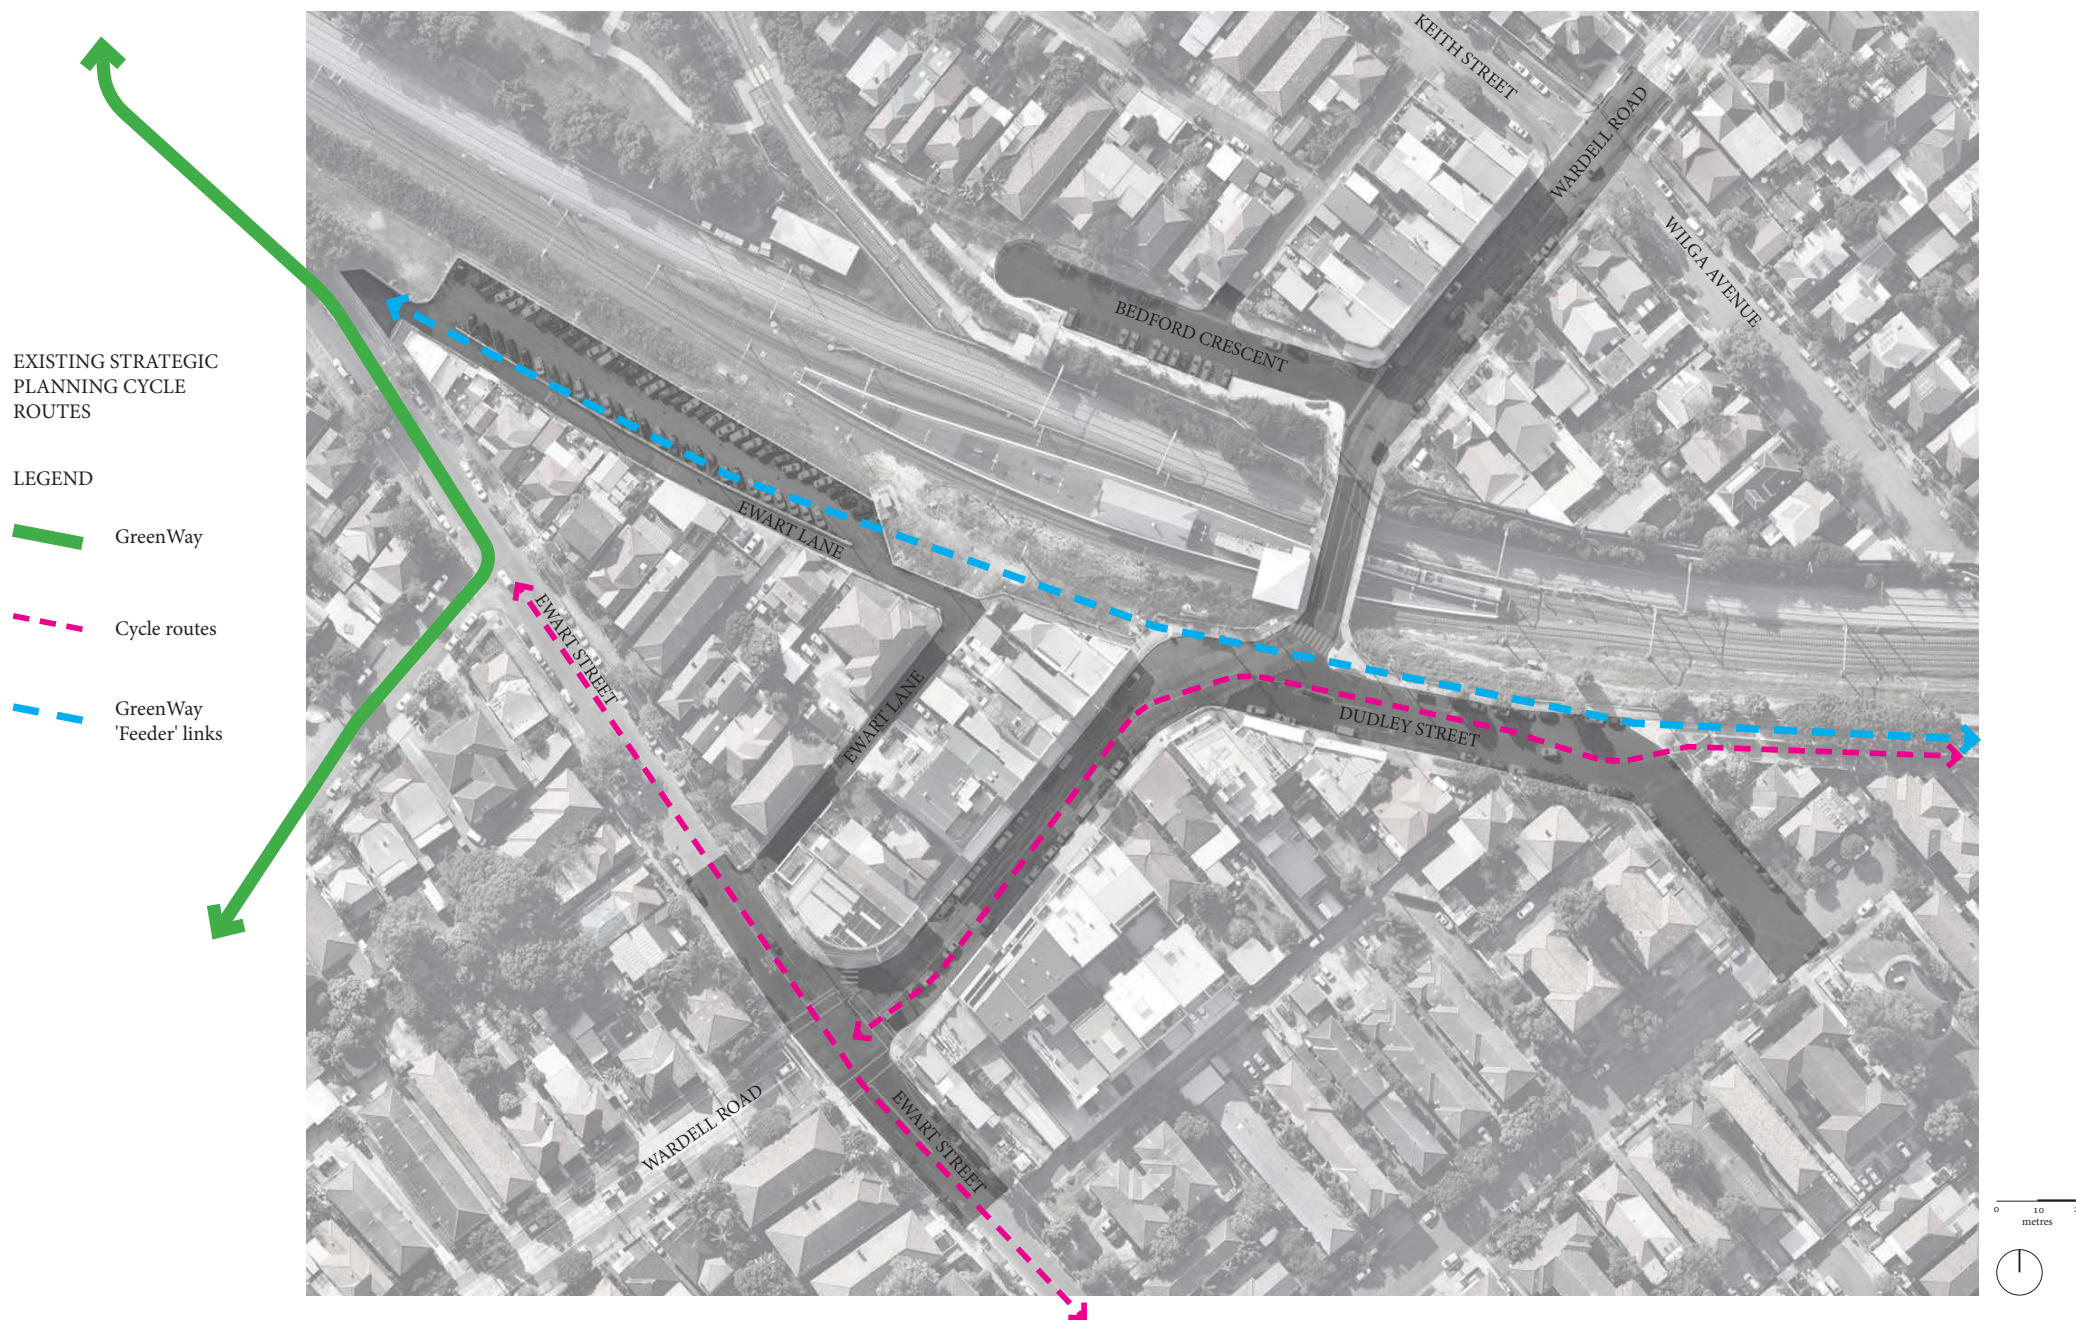 KEITH STREET
WARDELL ROAD
WILGA AVENUE
BEDFORD CRESCENT
EXISTING STRATEGIC
PLANNING CYCLE
ROUTES
LEGEND
GreenWay
Cycle routes
GreenWay
'Feeder' links
EWART LANE
EWART STREET
EWART LANE
DUDLEY STREET
WARDELL ROAD
EWART STREET
0 10
metres